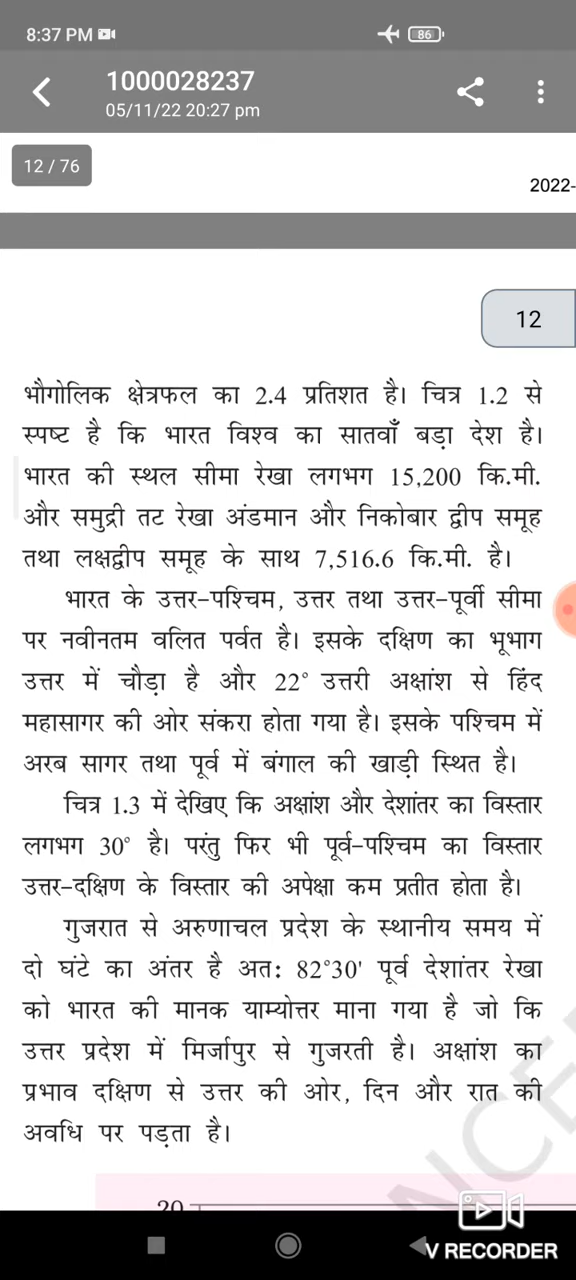 8:37 PM
86
1000028237
05/11/22 20:27 pm
12 / 76
2022-
12
भौगोलिक क्षेत्रफल का 2.4 प्रतिशत है। चित्र 1.2 से
स्पष्ट है कि भारत विश्व का सातवाँ बड़ा देश है।
भारत की स्थल सीमा रेखा लगभग 15,200 कि.मी.
और समुद्री तट रेखा अंडमान और निकोबार द्वीप समूह
तथा लक्षद्वीप समूह के साथ 7,516.6 कि.मी. है।
भारत के उत्तर-पश्चिम, उत्तर तथा उत्तर-पूर्वी सीमा
पर नवीनतम वलित पर्वत है। इसके दक्षिण का भूभाग
उत्तर में चौड़ा है और 22° उत्तरी अक्षांश से हिंद
महासागर की ओर संकरा होता गया है। इसके पश्चिम में
अरब सागर तथा पूर्व में बंगाल की खाड़ी स्थित है।
चित्र 1.3 में देखिए कि अक्षांश और देशांतर का विस्तार
लगभग 30° है। परंतु फिर भी पूर्व-पश्चिम का विस्तार
उत्तर-दक्षिण के विस्तार की अपेक्षा कम प्रतीत होता है।
गुजरात से अरुणाचल प्रदेश के स्थानीय समय में
दो घंटे का अंतर है अत: 82°30' पूर्व देशांतर रेखा
को भारत की मानक याम्योत्तर माना गया है जो कि
उत्तर प्रदेश में मिर्जापुर से गुजरती है। अक्षांश का
प्रभाव दक्षिण से उत्तर की ओर, दिन और रात की
अवधि पर पड़ता है।
20
V RECORDER